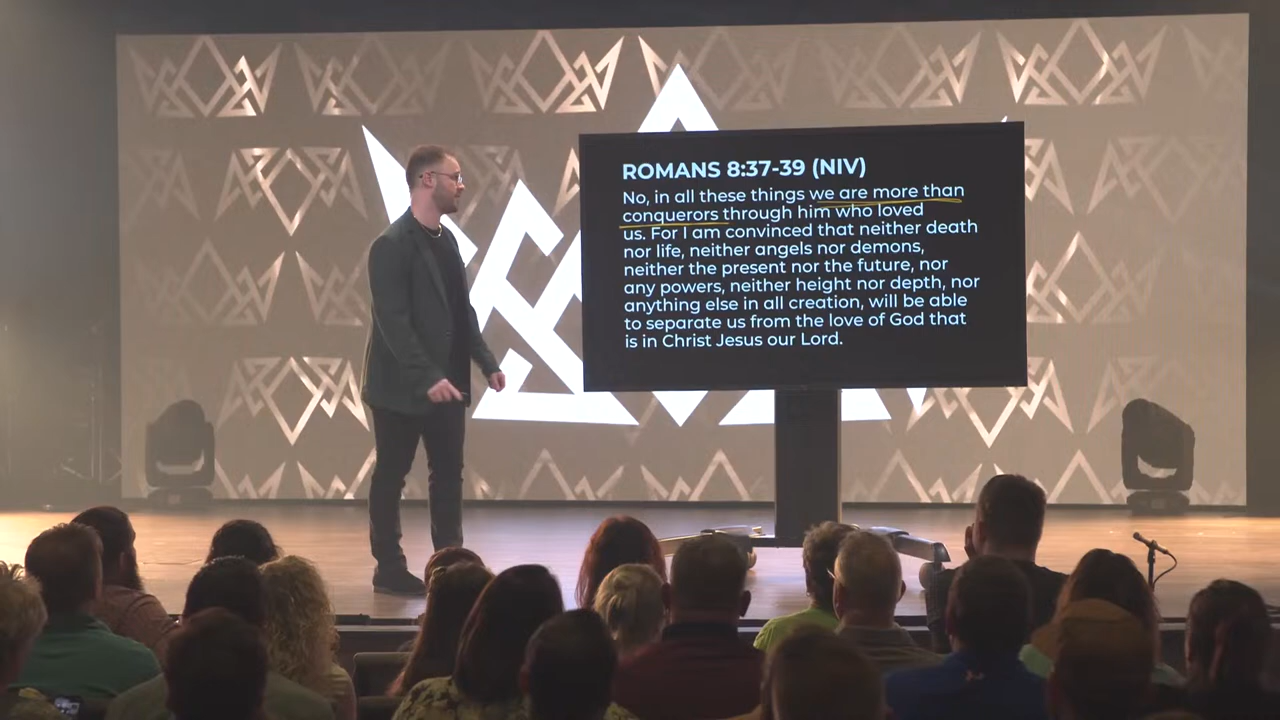 ROMANS 8:37-39 (NIV)
No, in all these things we are more than
conquerors through him who loved
us. For I am convinced that neither death
nor life, neither angels nor demons,
neither the present nor the future, nor
any powers, neither height nor depth, nor
anything else in all creation, will be able
to separate us from the love of God that
is in Christ Jesus our Lord.